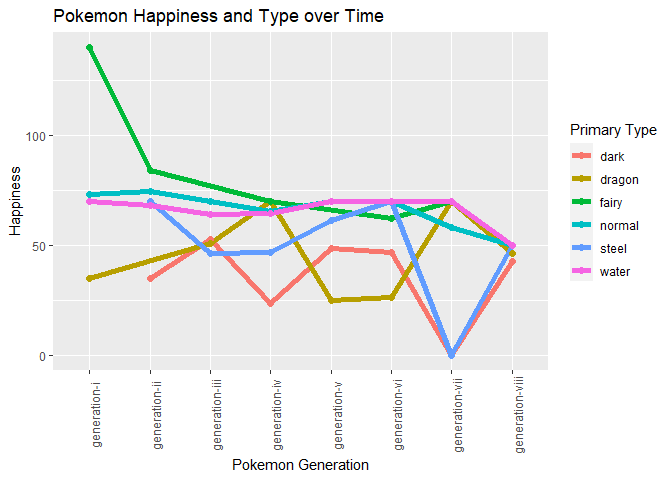 Pokemon Happiness and Type over Time
Happiness
100
50
0
generation-i
generation-ii
generation-iii
generation-iv
generation-v
generation-vi
generation-vii
generation-viii
Pokemon Generation
Primary Type
dark
dragon
fairy
normal
steel
water